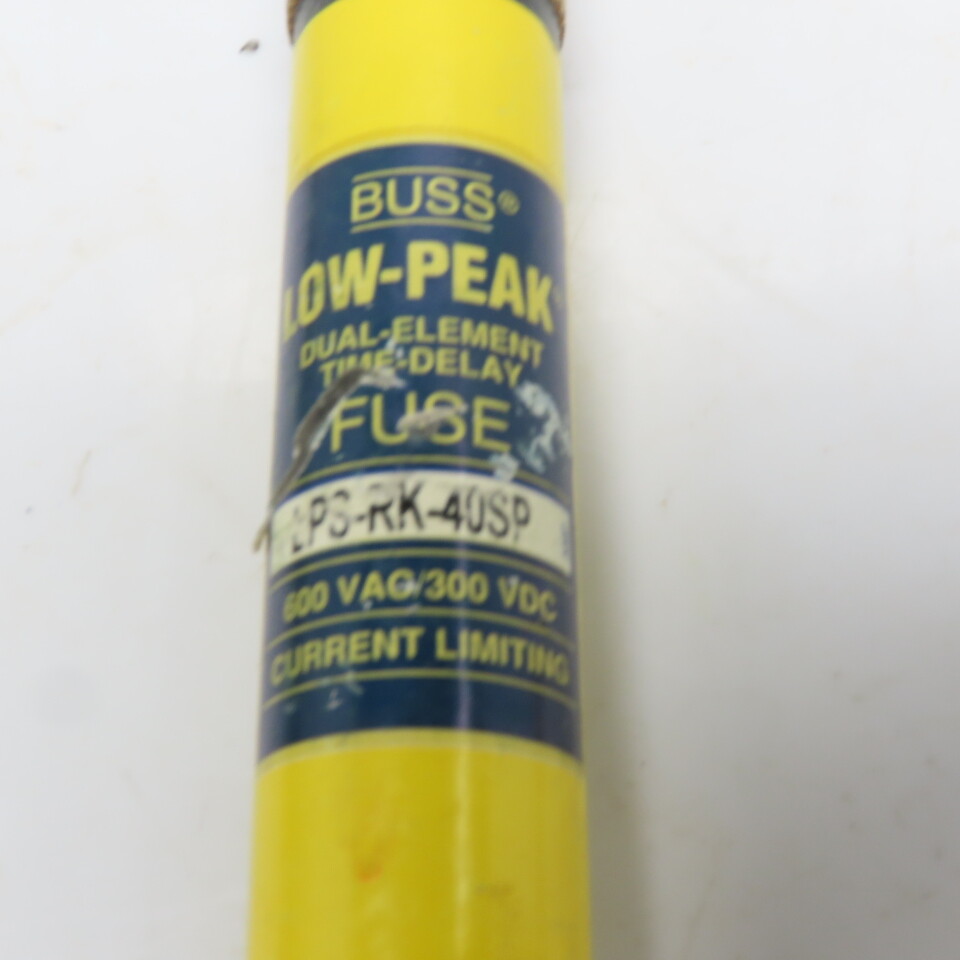 BUSS®
LOW-PEAK®
DUAL-ELEMENT
TIME-DELAY
FUSE
LPS-RK-40SP
600 VAC/300 VDC
CURRENT LIMITING